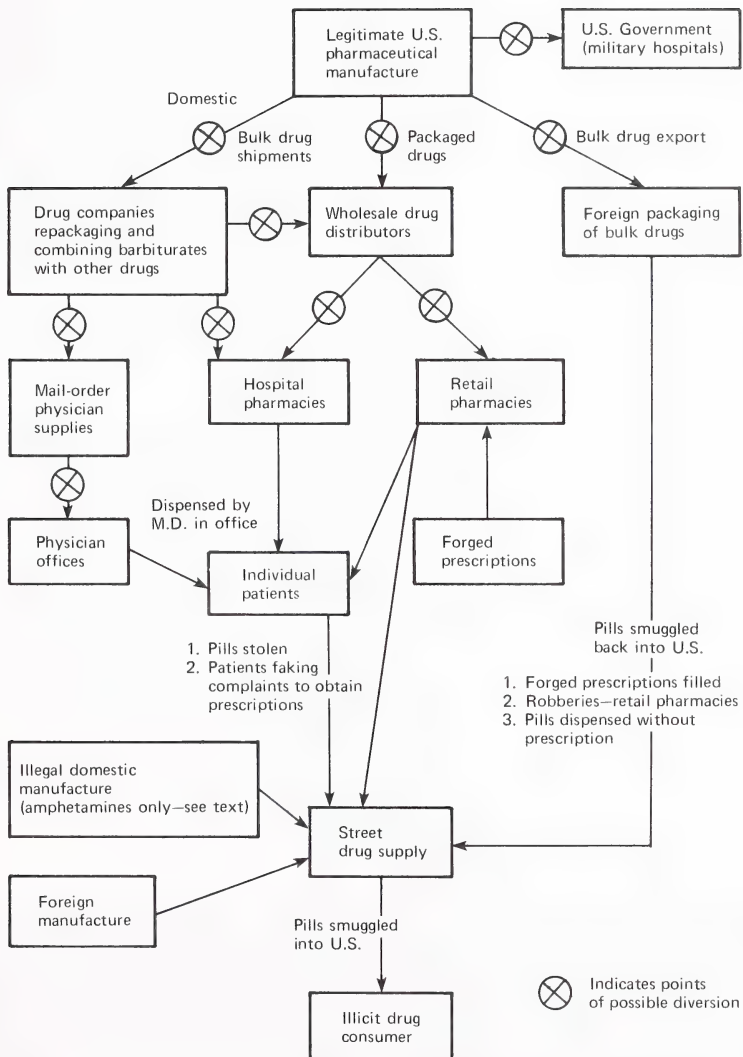 Legitimate U.S.
pharmaceutical
manufacture
U.S. Government
(military hospitals)
Domestic
Bulk drug
shipments
Packaged
drugs
Bulk drug export
Drug companies
repackaging and
combining barbiturates
with other drugs
Wholesale drug
distributors
Foreign packaging
of bulk drugs
Mail-order
physician
supplies
Hospital
pharmacies
Retail
pharmacies
Dispensed by
M.D. in office
Physician
offices
Individual
patients
Forged
prescriptions
1. Pills stolen
2. Patients faking
complaints to obtain
prescriptions
Pills smuggled
back into U.S.
1. Forged prescriptions filled
2. Robberies—retail pharmacies
3. Pills dispensed without
prescription
Illegal domestic
manufacture
(amphetamines only—see text)
Street
drug supply
Foreign
manufacture
Pills smuggled
into U.S.
Illicit drug
consumer
Indicates points
of possible diversion